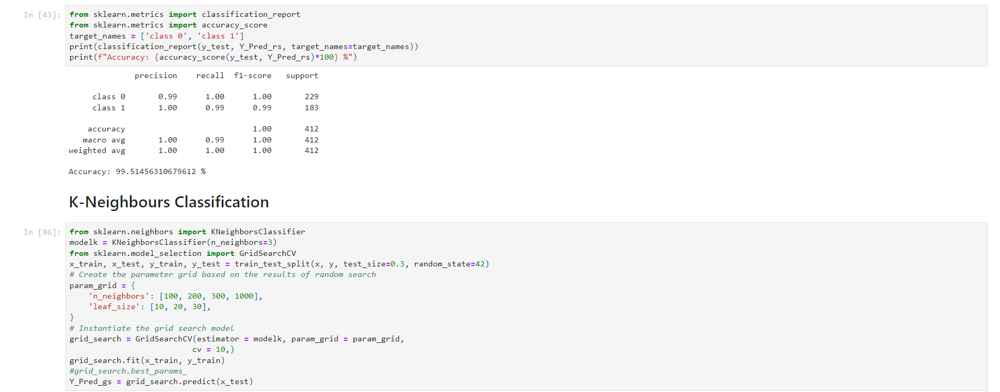 In [43]:
from sklearn.metrics import classification_report
from sklearn.metrics import accuracy_score
target_names = ['class 0', 'class 1']
print(classification_report(y_test, Y_Pred_rs, target_names=target_names))
print(f"Accuracy: {accuracy_score(y_test, Y_Pred_rs)*100} %")
precision recall f1-score support
class 0 0.99 1.00 1.00 229
class 1 1.00 0.99 0.99 183
accuracy 1.00 412
macro avg 1.00 0.99 1.00 412
weighted avg 1.00 1.00 1.00 412
Accuracy: 99.51456310679612 %
K-Neighbours Classification
In [86]:
from sklearn.neighbors import KNeighborsClassifier
modelk = KNeighborsClassifier(n_neighbors=3)
from sklearn.model_selection import GridSearchCV
x_train, x_test, y_train, y_test = train_test_split(x, y, test_size=0.3, random_state=42)
# Create the parameter grid based on the results of random search
param_grid = {
'n_neighbors': [100, 200, 300, 1000],
'leaf_size': [10, 20, 30],
}
# Instantiate the grid search model
grid_search = GridSearchCV(estimator = modelk, param_grid = param_grid,
cv = 10,)
grid_search.fit(x_train, y_train)
#grid_search.best_params_
Y_Pred_gs = grid_search.predict(x_test)